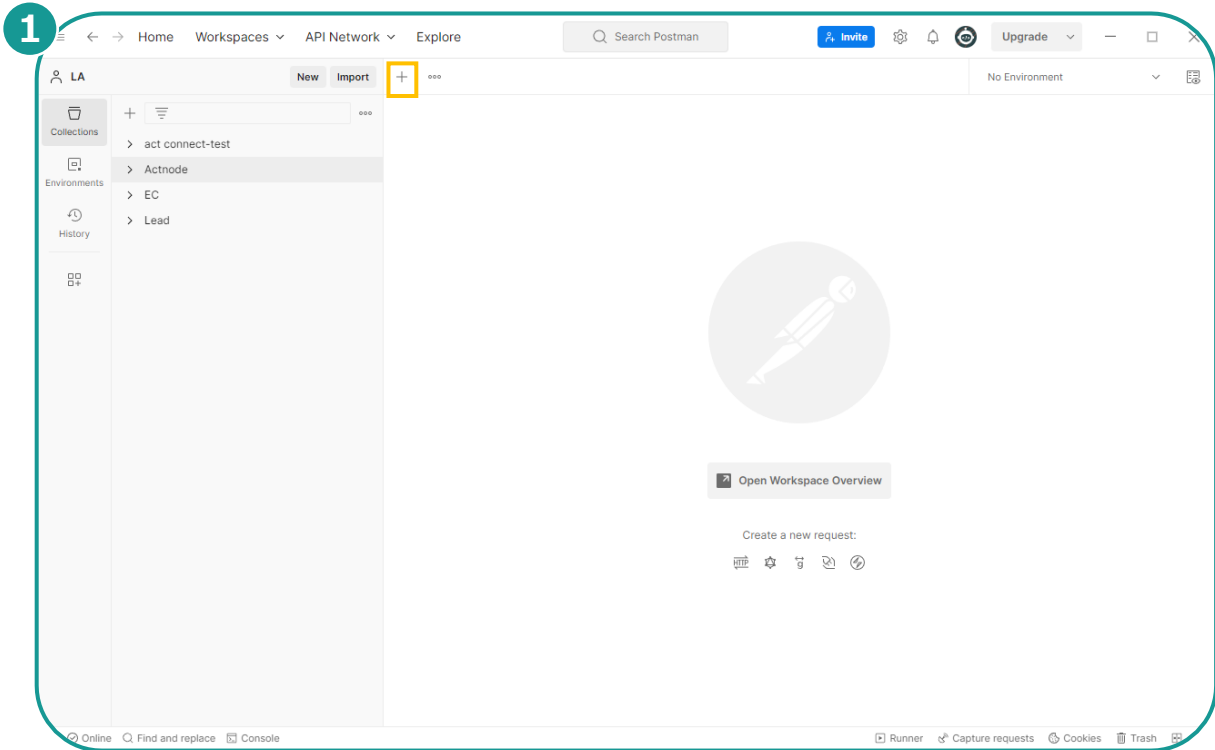 1
Home Workspaces API Network Explore Search Postman Invite Upgrade
LA New Import No Environment
Collections
act connect-test
Actnode
Environments
EC
Lead
History
Open Workspace Overview
Create a new request:
HTTP
g
Online Find and replace Console Runner Capture requests Cookies Trash